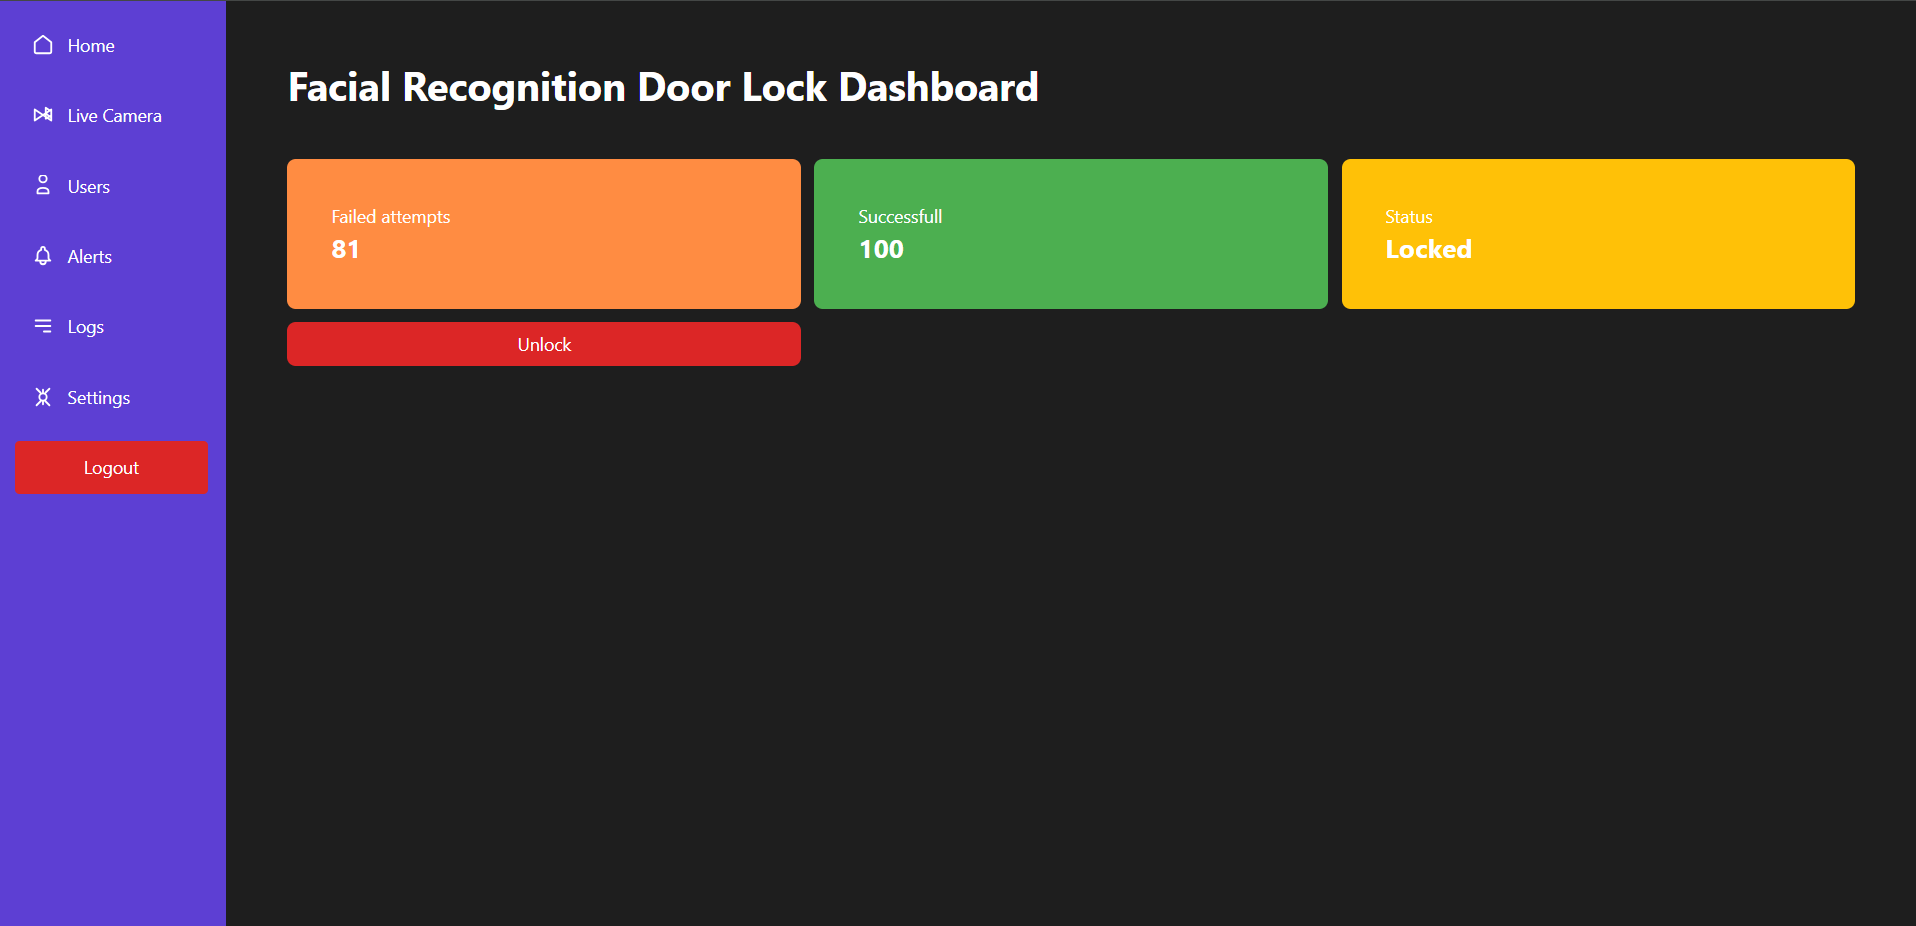 Home
Live Camera
Users
Alerts
Logs
Settings
Logout
Facial Recognition Door Lock Dashboard
Failed attempts
81
Successfull
100
Status
Locked
Unlock